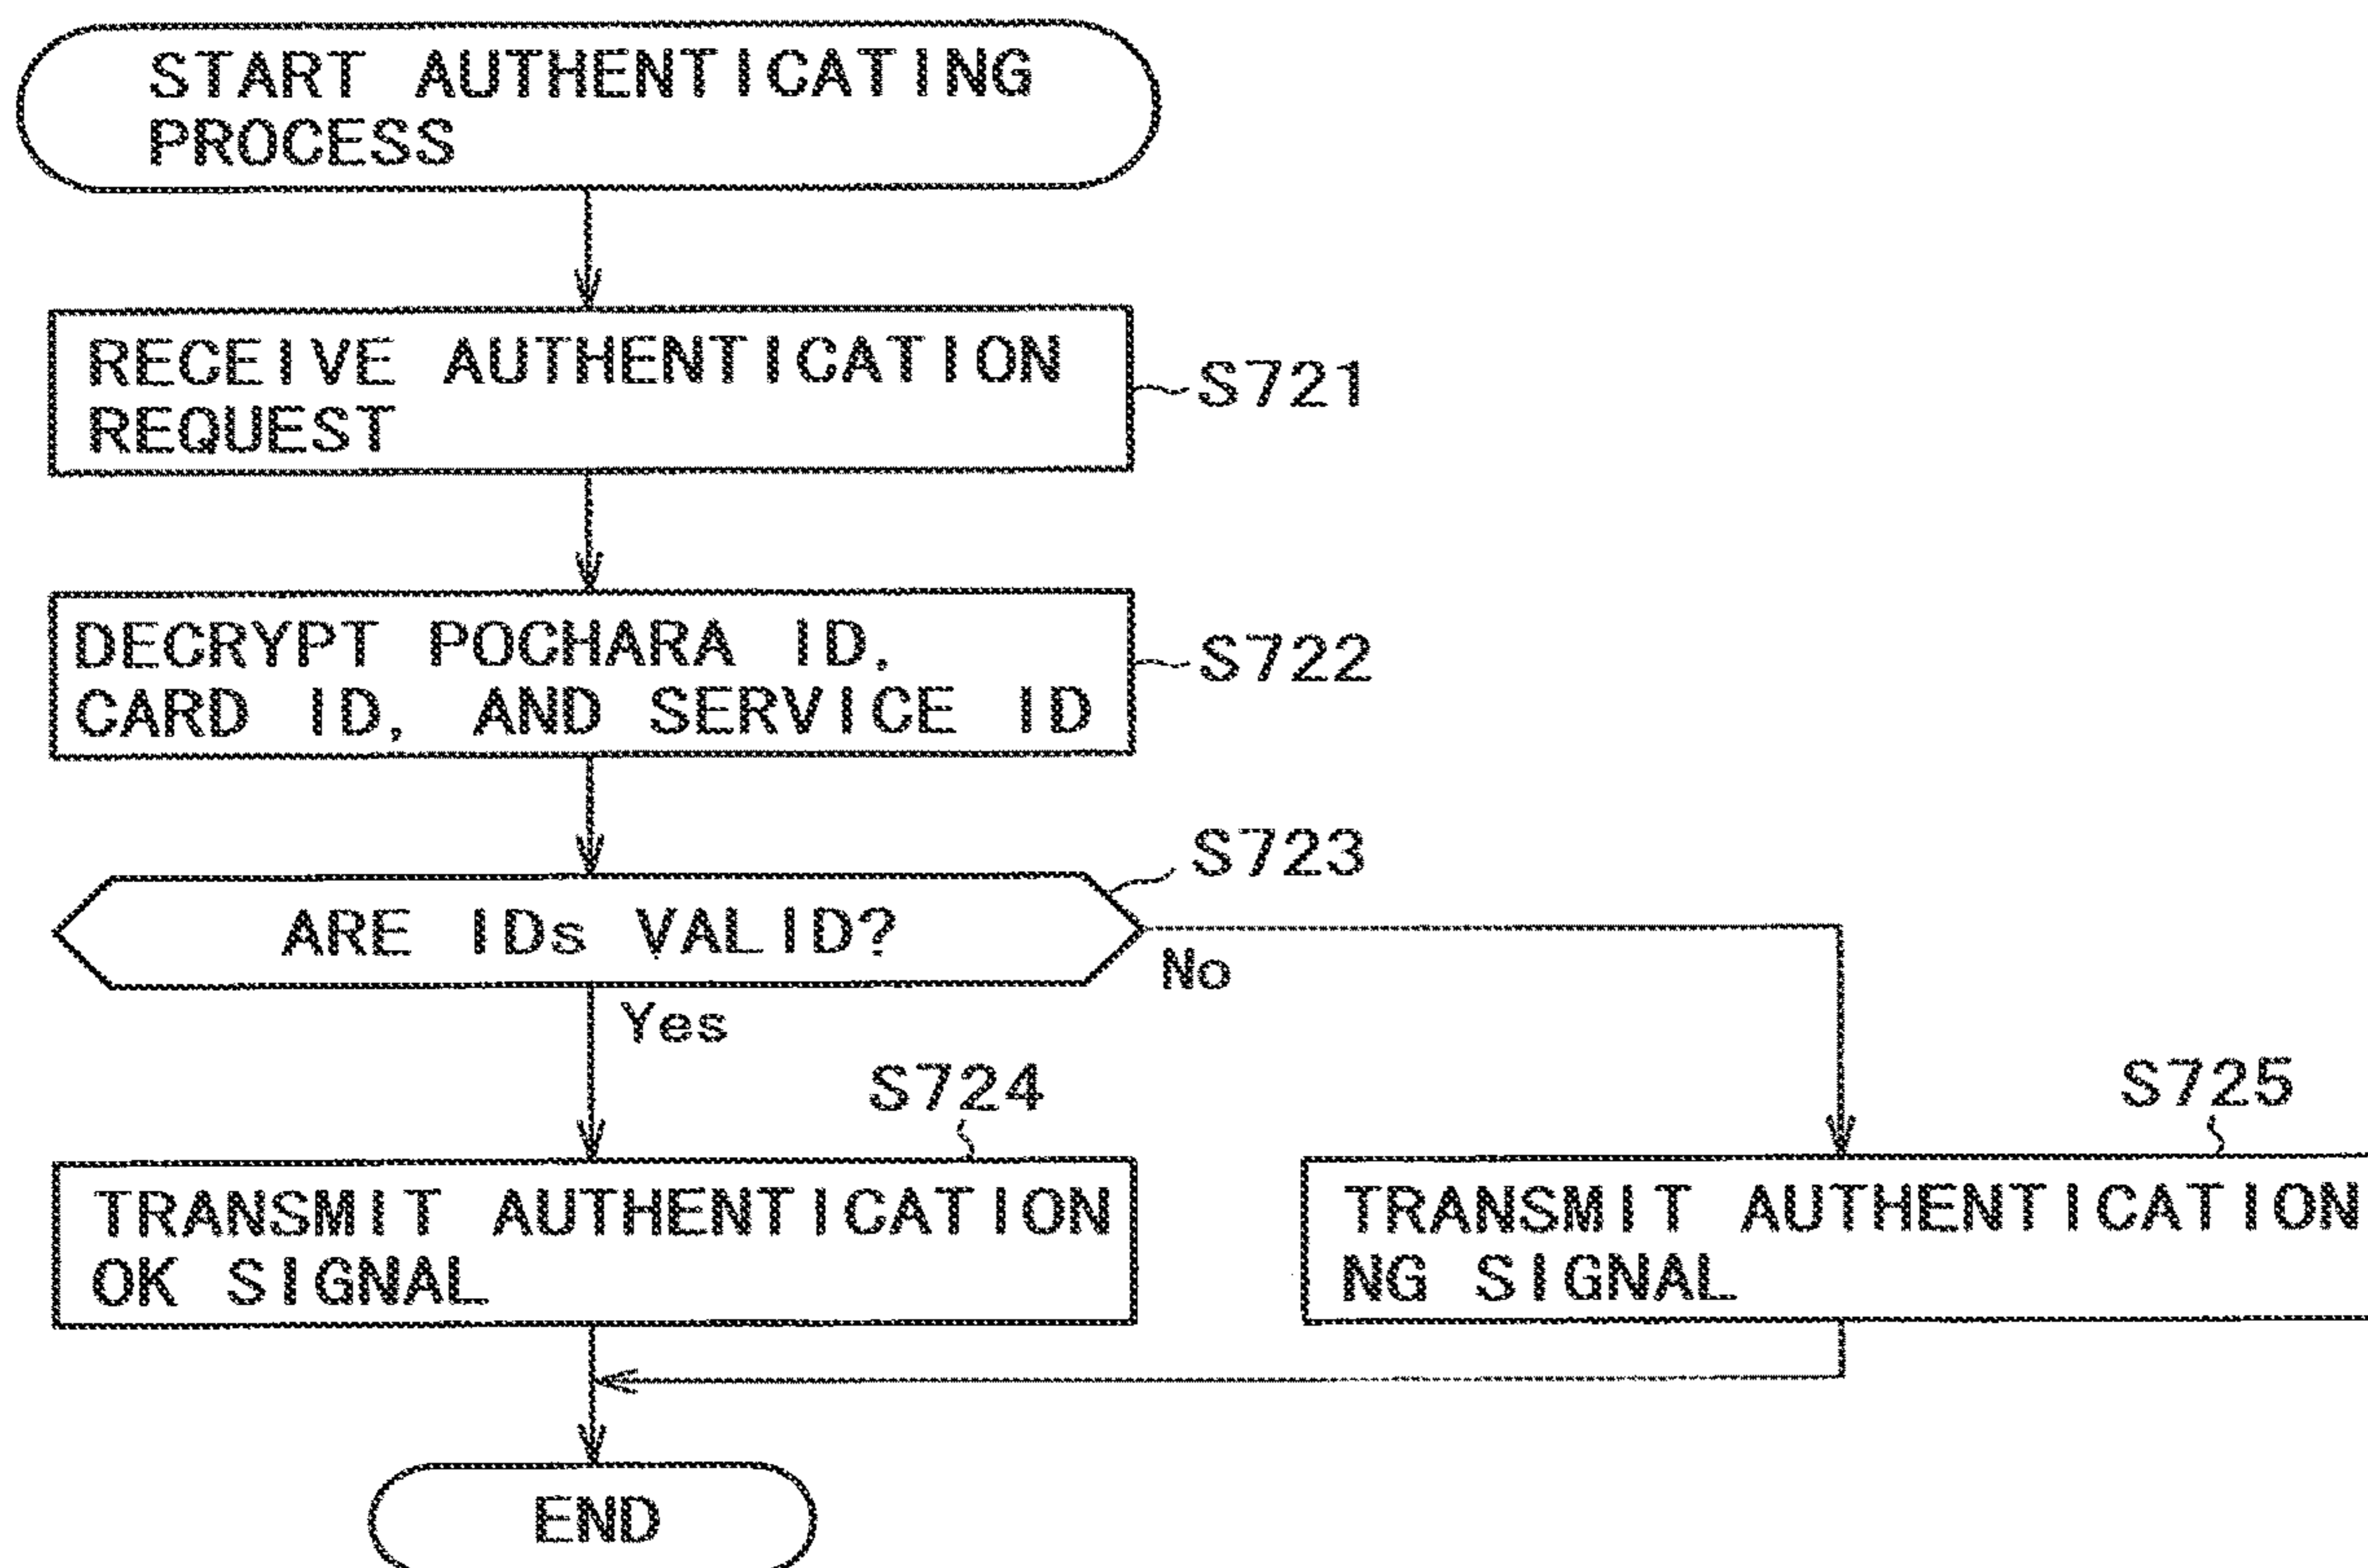 START AUTHENTICATING
PROCESS
RECEIVE AUTHENTICATION
REQUEST
S721
DECRYPT POCHARA ID,
CARD ID, AND SERVICE ID
S722
S723
ARE IDs VALID?
No
Yes
S724
S725
TRANSMIT AUTHENTICATION
OK SIGNAL
TRANSMIT AUTHENTICATION
NG SIGNAL
END